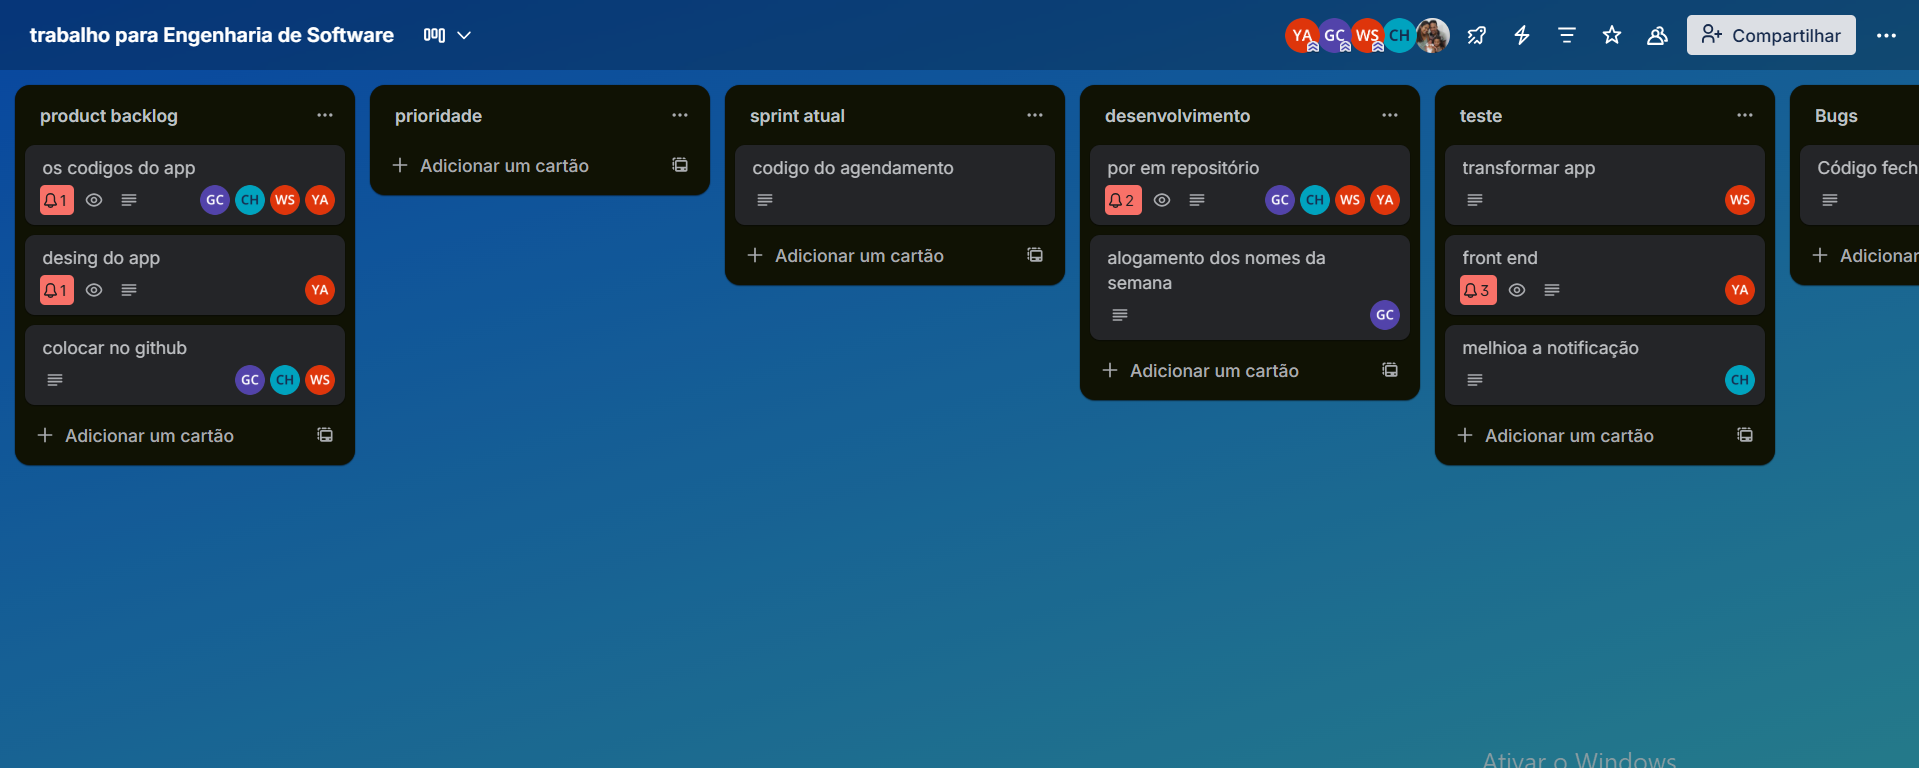 trabalho para Engenharia de Software
YA GC WS CH
Compartilhar
product backlog
os codigos do app
1 GC CH WS YA
desing do app
1 YA
colocar no github
GC CH WS
Adicionar um cartão
prioridade
Adicionar um cartão
sprint atual
codigo do agendamento
Adicionar um cartão
desenvolvimento
por em repositório
2 GC CH WS YA
alogamento dos nomes da
semana
GC
Adicionar um cartão
teste
transformar app
WS
front end
3 YA
melhioa a notificação
CH
Adicionar um cartão
Bugs
Código fech
Adicionar
Ativar o Windows